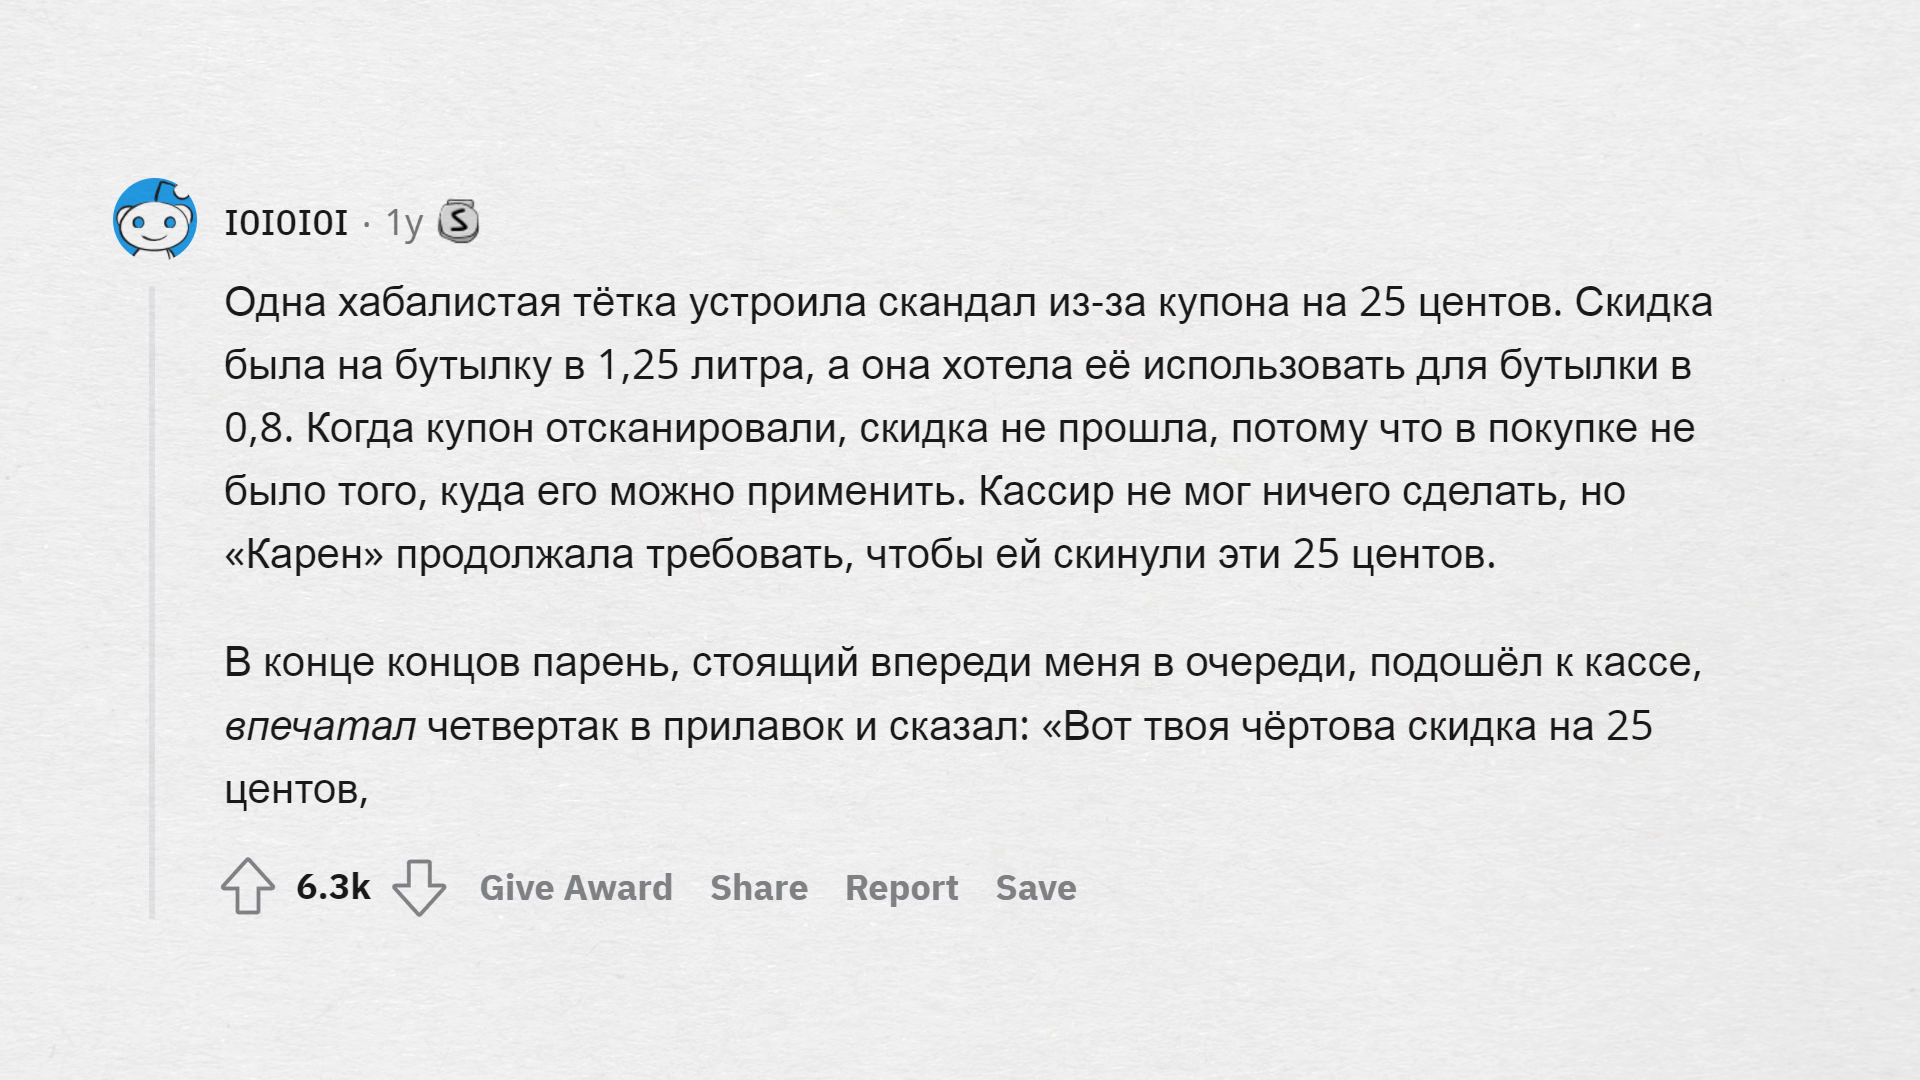 IOIOIOI · 1y
Одна хабалистая тётка устроила скандал из-за купона на 25 центов. Скидка
была на бутылку в 1,25 литра, а она хотела её использовать для бутылки в
0,8. Когда купон отсканировали, скидка не прошла, потому что в покупке не
было того, куда его можно применить. Кассир не мог ничего сделать, но
«Карен» продолжала требовать, чтобы ей скинули эти 25 центов.
В конце концов парень, стоящий впереди меня в очереди, подошёл к кассе,
впечатал четвертак в прилавок и сказал: «Вот твоя чёртова скидка на 25
центов,
6.3k Give Award Share Report Save